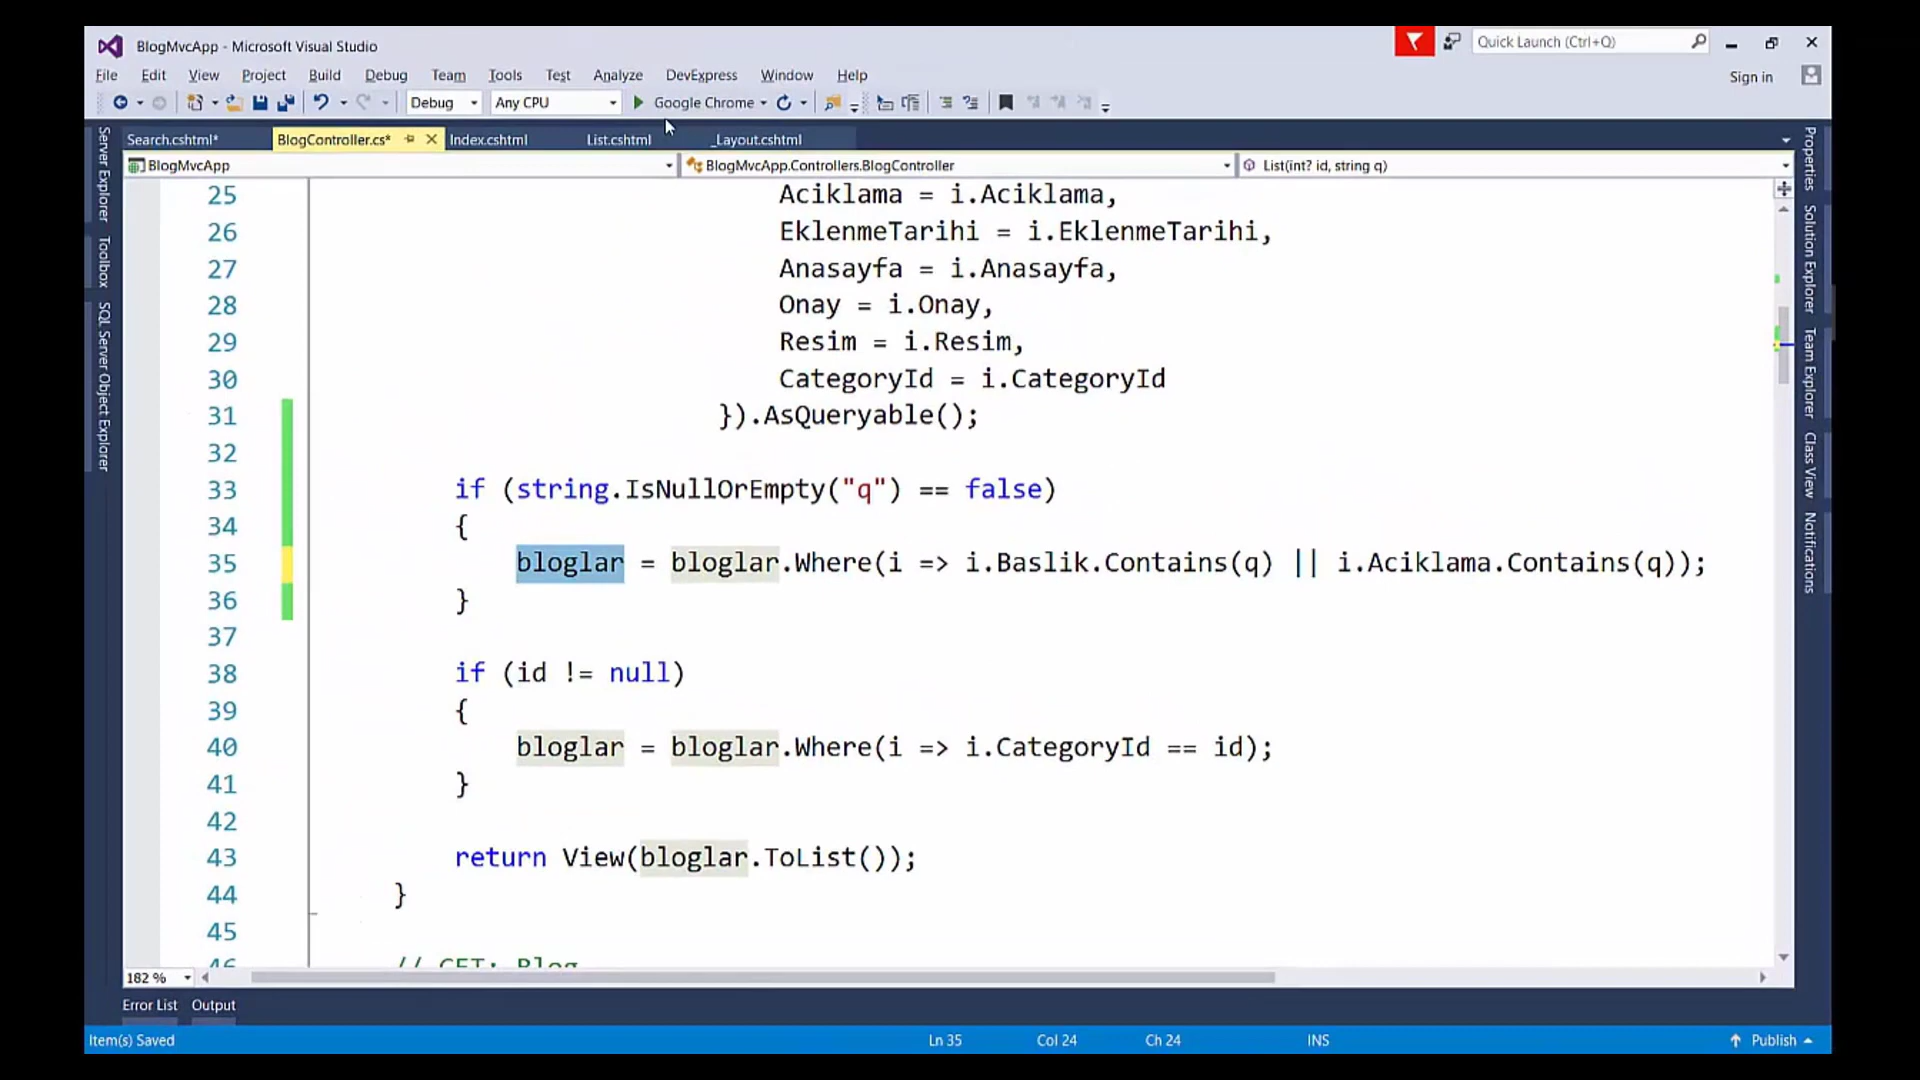 BlogMvcApp - Microsoft Visual Studio
Quick Launch (Ctrl+Q)
File Edit View Project Build Debug Team Tools Test Analyze DevExpress Window Help
Sign in
Debug Any CPU Google Chrome
Search.cshtml* BlogController.cs* Index.cshtml List.cshtml _Layout.cshtml
BlogMvcApp BlogMvcApp.Controllers.BlogController List(int? id, string q)
Server Explorer
Toolbox
SQL Server Object Explorer
25 Aciklama = i.Aciklama,
26 EklenmeTarihi = i.EklenmeTarihi,
27 Anasayfa = i.Anasayfa,
28 Onay = i.Onay,
29 Resim = i.Resim,
30 CategoryId = i.CategoryId
31 }).AsQueryable();
32
33 if (string.IsNullOrEmpty("q") == false)
34 {
35 bloglar = bloglar.Where(i => i.Baslik.Contains(q) || i.Aciklama.Contains(q));
36 }
37
38 if (id != null)
39 {
40 bloglar = bloglar.Where(i => i.CategoryId == id);
41 }
42
43 return View(bloglar.ToList());
44 }
45
46 // GET: Blog
Properties
Solution Explorer
Team Explorer
Class View
Notifications
182 %
Error List Output
Item(s) Saved Ln 35 Col 24 Ch 24 INS Publish